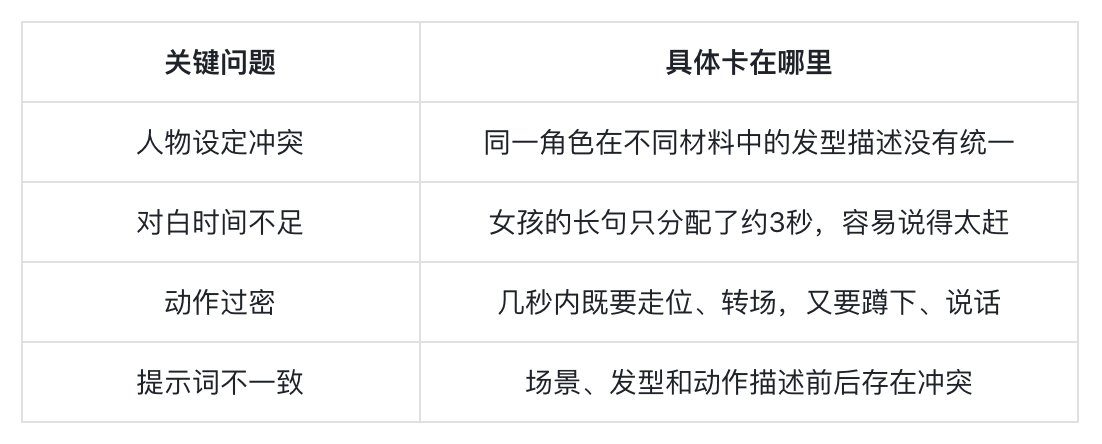 关键问题
具体卡在哪里
人物设定冲突
同一角色在不同材料中的发型描述没有统一
对白时间不足
女孩的长句只分配了约3秒，容易说得太赶
动作过密
几秒内既要走位、转场，又要蹲下、说话
提示词不一致
场景、发型和动作描述前后存在冲突